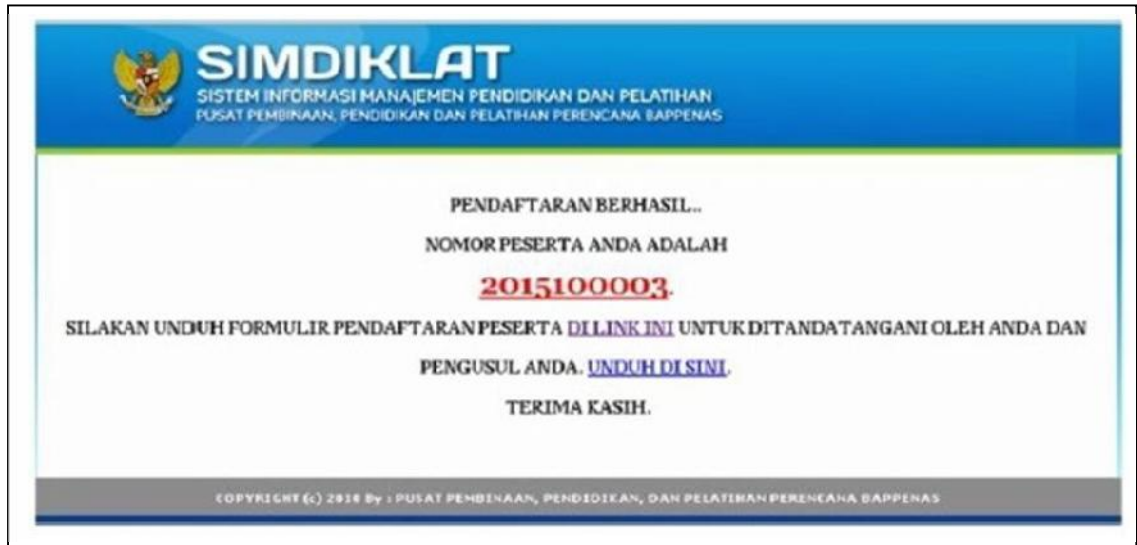 SIMDIKLAT
SISTEM INFORMASI MANAJEMEN PENDIDIKAN DAN PELATIHAN
PUSAT PEMBINAAN, PENDIDIKAN DAN PELATIHAN PERENCANA BAPPENAS
PENDAFTARAN BERHASIL..
NOMOR PESERTA ANDA ADALAH
2015100003.
SILAKAN UNDUH FORMULIR PENDAFTARAN PESERTA DI LINK INI UNTUK DITANDATANGANI OLEH ANDA DAN
PENGUSUL ANDA. UNDUH DI SINI.
TERIMA KASIH.
COPYRIGHT (c) 2010 By : PUSAT PEMBINAAN, PENDIDIKAN, DAN PELATIHAN PERENCANA BAPPENAS